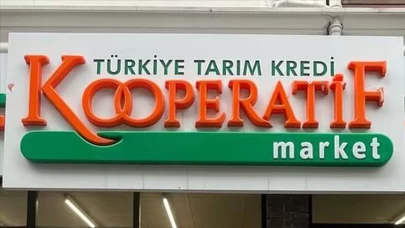 TÜRKİYE TARIM KREDİ
KOOPERATİF
market